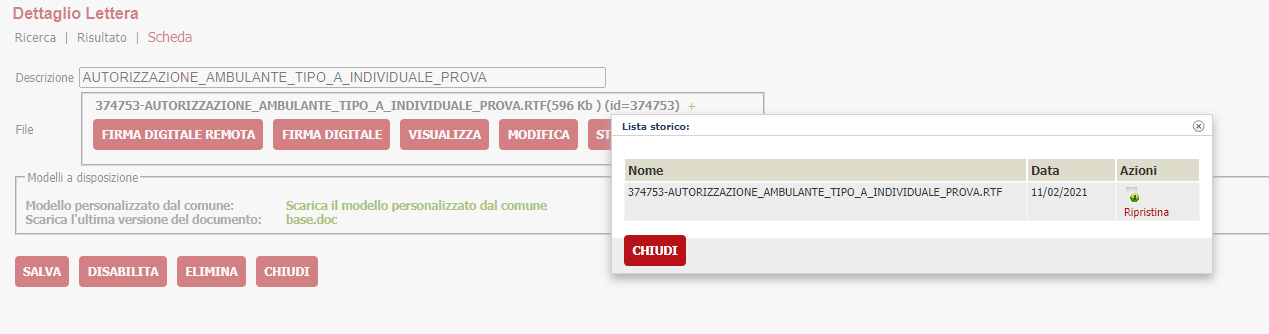 Dettaglio Lettera
Ricerca | Risultato | Scheda
Descrizione AUTORIZZAZIONE_AMBULANTE_TIPO_A_INDIVIDUALE_PROVA
374753-AUTORIZZAZIONE_AMBULANTE_TIPO_A_INDIVIDUALE_PROVA.RTF(596 Kb ) (id=374753) +
File
FIRMA DIGITALE REMOTA FIRMA DIGITALE VISUALIZZA MODIFICA ST
Modelli a disposizione
Modello personalizzato dal comune: Scarica il modello personalizzato dal comune
Scarica l'ultima versione del documento: base.doc
SALVA DISABILITA ELIMINA CHIUDI
Lista storico:
Nome Data Azioni
374753-AUTORIZZAZIONE_AMBULANTE_TIPO_A_INDIVIDUALE_PROVA.RTF 11/02/2021
Ripristina
CHIUDI